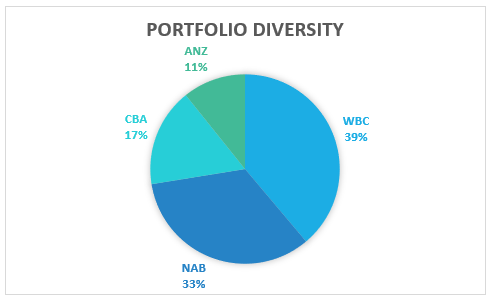 PORTFOLIO DIVERSITY
ANZ
11%
WBC
39%
CBA
17%
NAB
33%